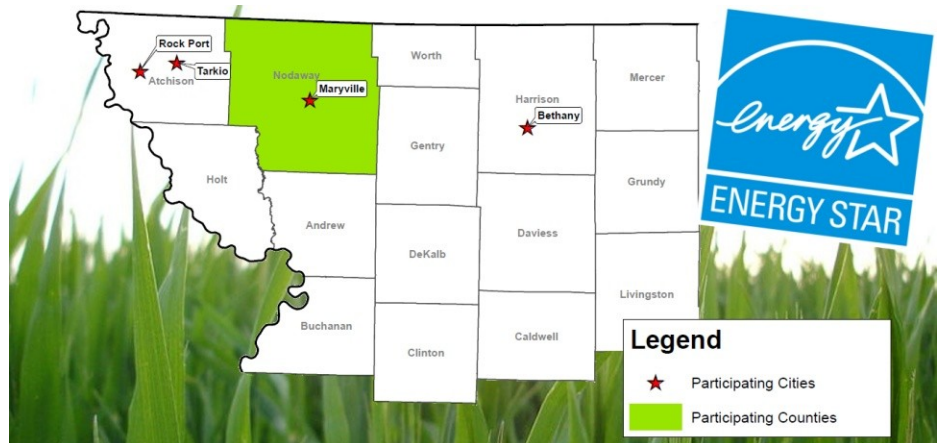 Rock Port
Tarkio
Atchison
Nodaway
Maryville
Worth
Harrison
Bethany
Mercer
Gentry
Grundy
Holt
Andrew
DeKalb
Daviess
Livingston
Buchanan
Clinton
Caldwell
energy
ENERGY STAR
Legend
Participating Cities
Participating Counties